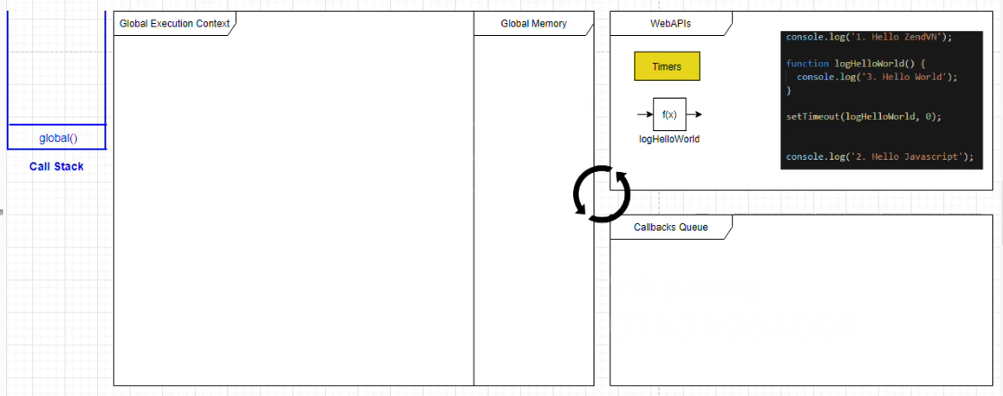 Global Execution Context
Global Memory
WebAPIs
Timers
f(x)
logHelloWorld
console.log('1. Hello ZendVN');
function logHelloWorld() {
console.log('3. Hello World');
}
setTimeout(logHelloWorld, 0);
console.log('2. Hello Javascript');
global()
Call Stack
Callbacks Queue